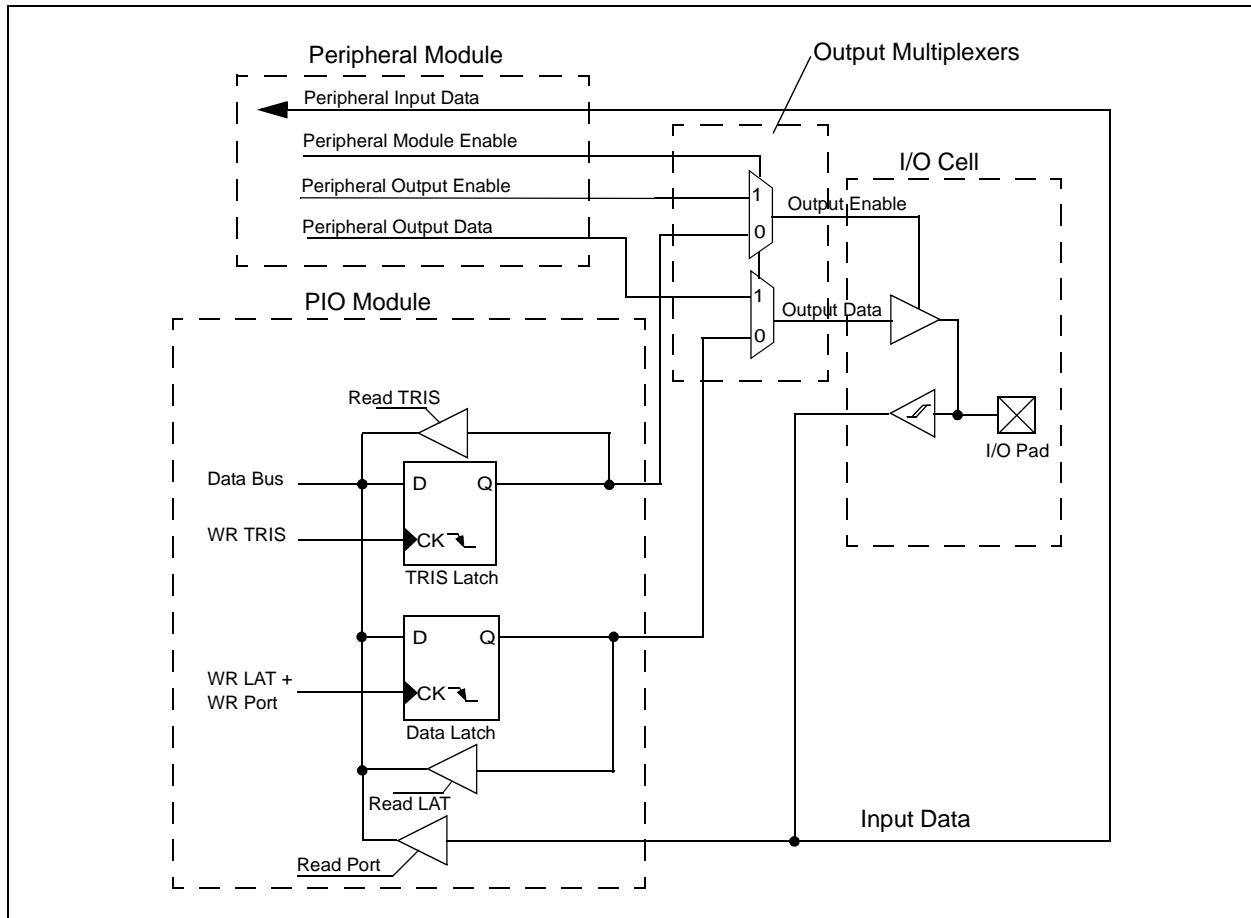 Peripheral Module
Output Multiplexers
Peripheral Input Data
Peripheral Module Enable
I/O Cell
Peripheral Output Enable
1
Output Enable
Peripheral Output Data
0
PIO Module
1
Output Data
0
Read TRIS
I/O Pad
Data Bus
D
Q
WR TRIS
CK
TRIS Latch
D
Q
WR LAT +
WR Port
CK
Data Latch
Read LAT
Input Data
Read Port